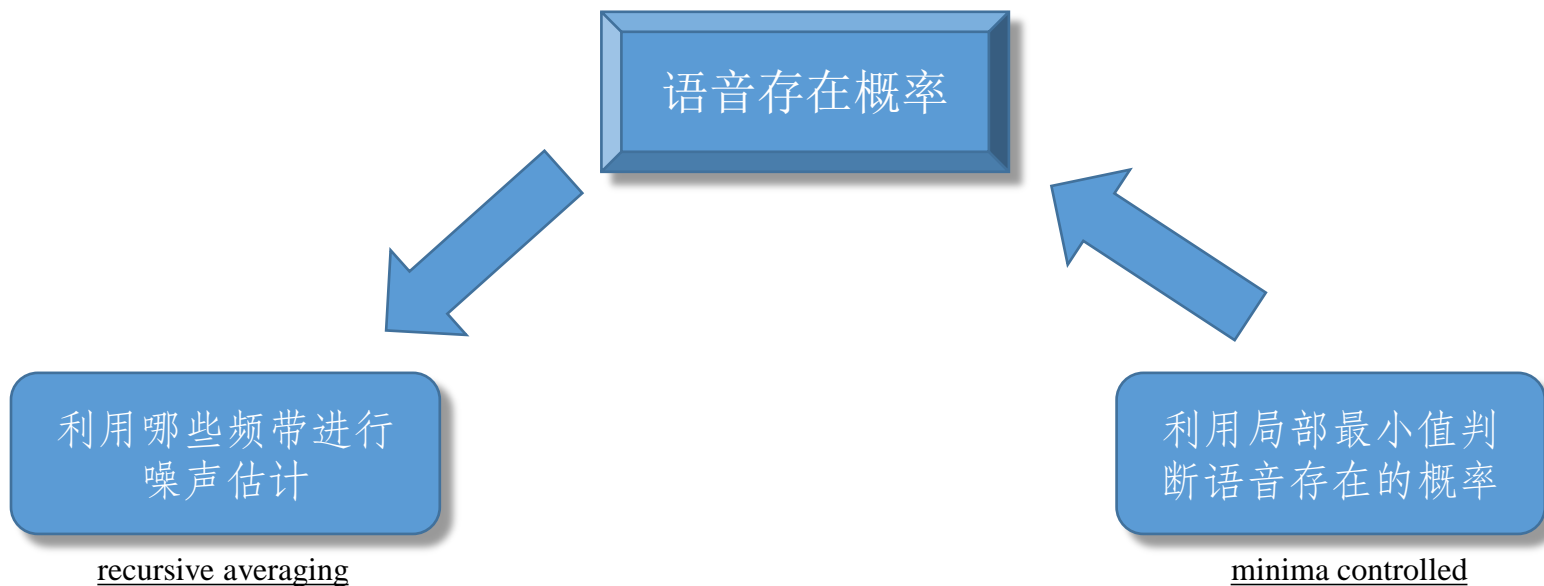 语音存在概率
利用哪些频带进行
噪声估计
recursive averaging
利用局部最小值判
断语音存在的概率
minima controlled